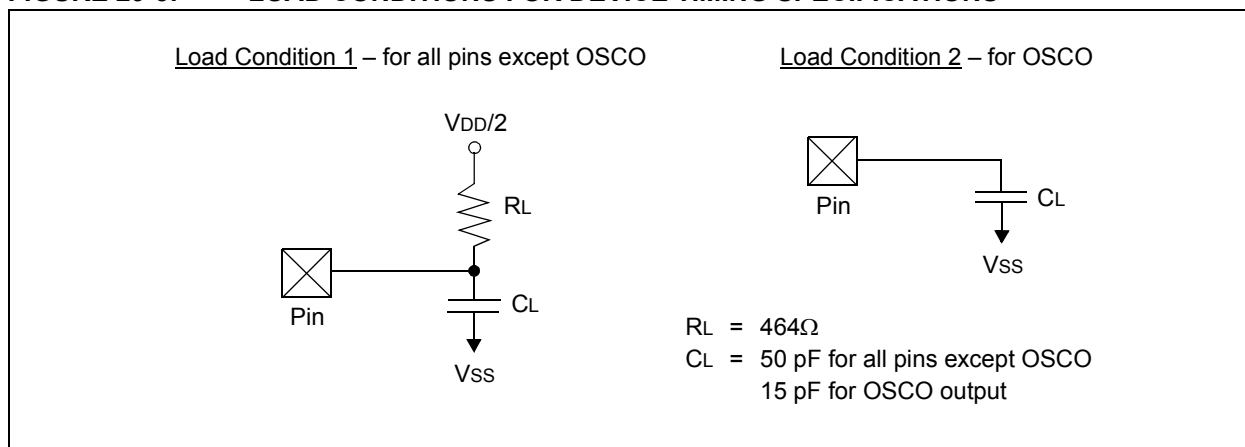 Load Condition 1 – for all pins except OSCO
Load Condition 2 – for OSCO
VDD/2
RL
Pin
CL
VSS
Pin
CL
VSS
RL = 464Ω
CL = 50 pF for all pins except OSCO
15 pF for OSCO output